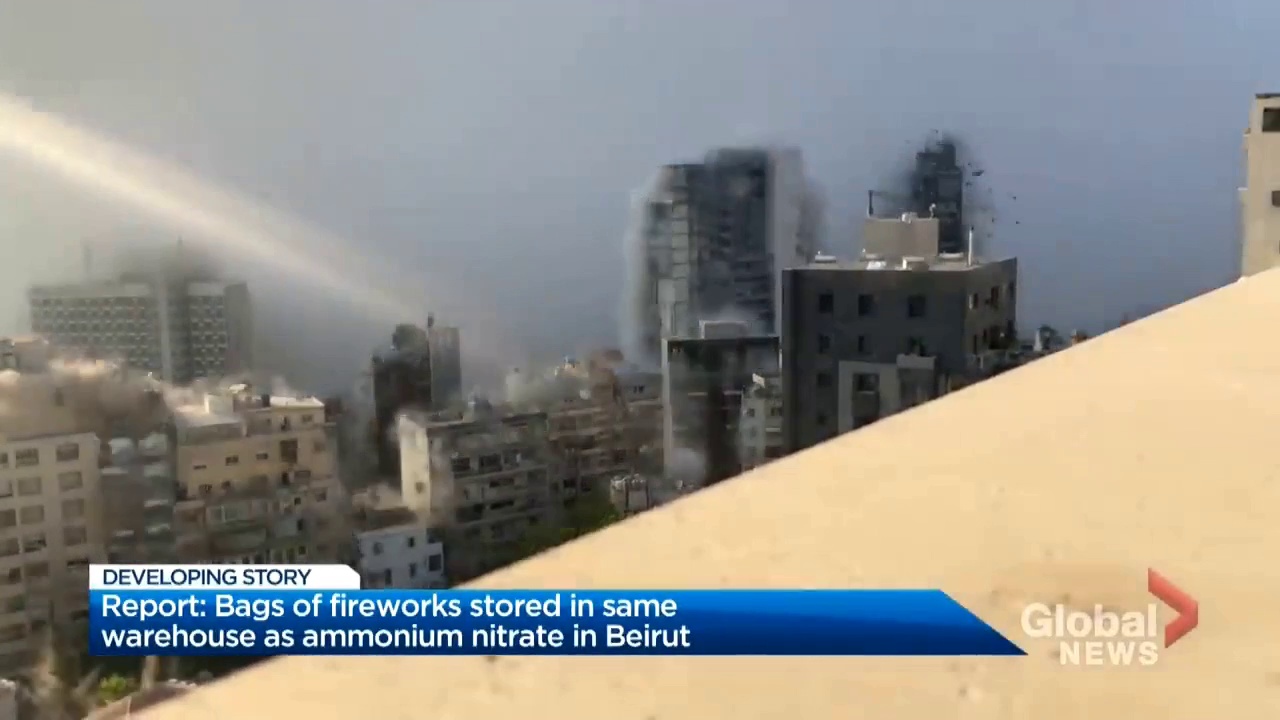 DEVELOPING STORY
Report: Bags of fireworks stored in same
warehouse as ammonium nitrate in Beirut
Global
NEWS